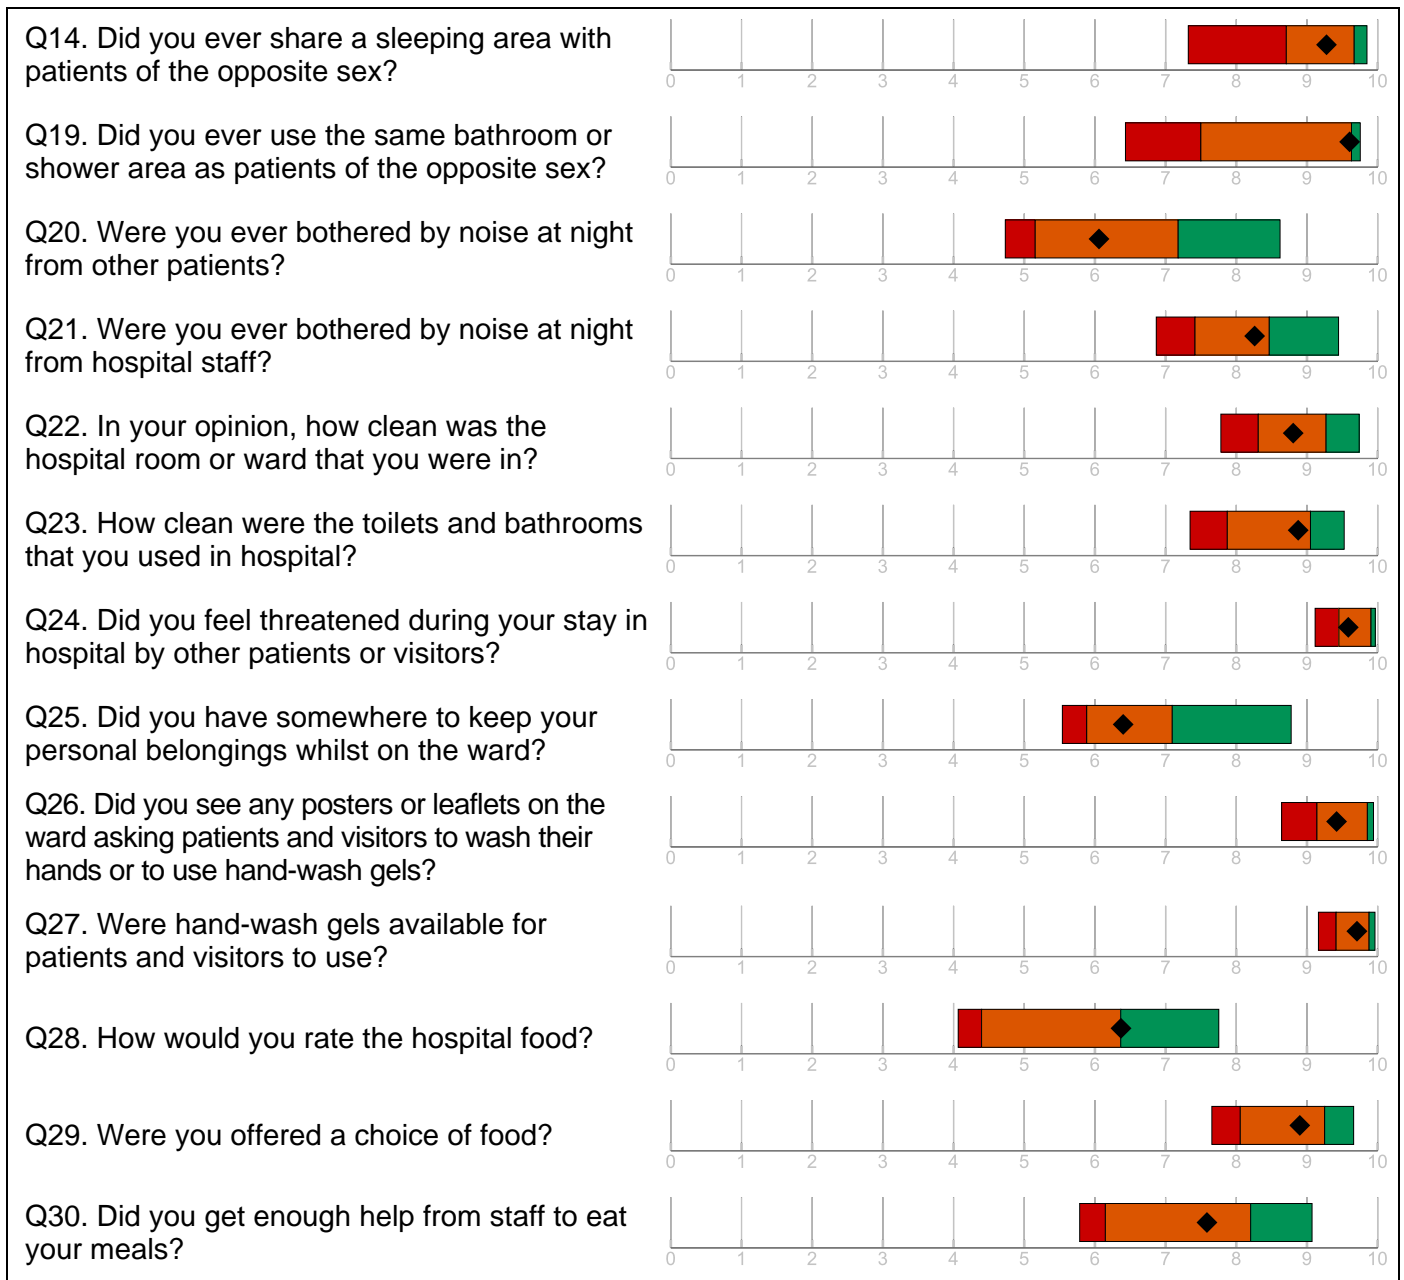 Q14. Did you ever share a sleeping area with
patients of the opposite sex?
0 1 2 3 4 5 6 7 8 9 10
Q19. Did you ever use the same bathroom or
shower area as patients of the opposite sex?
0 1 2 3 4 5 6 7 8 9 10
Q20. Were you ever bothered by noise at night
from other patients?
0 1 2 3 4 5 6 7 8 9 10
Q21. Were you ever bothered by noise at night
from hospital staff?
0 1 2 3 4 5 6 7 8 9 10
Q22. In your opinion, how clean was the
hospital room or ward that you were in?
0 1 2 3 4 5 6 7 8 9 10
Q23. How clean were the toilets and bathrooms
that you used in hospital?
0 1 2 3 4 5 6 7 8 9 10
Q24. Did you feel threatened during your stay in
hospital by other patients or visitors?
0 1 2 3 4 5 6 7 8 9 10
Q25. Did you have somewhere to keep your
personal belongings whilst on the ward?
0 1 2 3 4 5 6 7 8 9 10
Q26. Did you see any posters or leaflets on the
ward asking patients and visitors to wash their
hands or to use hand-wash gels?
0 1 2 3 4 5 6 7 8 9 10
Q27. Were hand-wash gels available for
patients and visitors to use?
0 1 2 3 4 5 6 7 8 9 10
Q28. How would you rate the hospital food?
0 1 2 3 4 5 6 7 8 9 10
Q29. Were you offered a choice of food?
0 1 2 3 4 5 6 7 8 9 10
Q30. Did you get enough help from staff to eat
your meals?
0 1 2 3 4 5 6 7 8 9 10